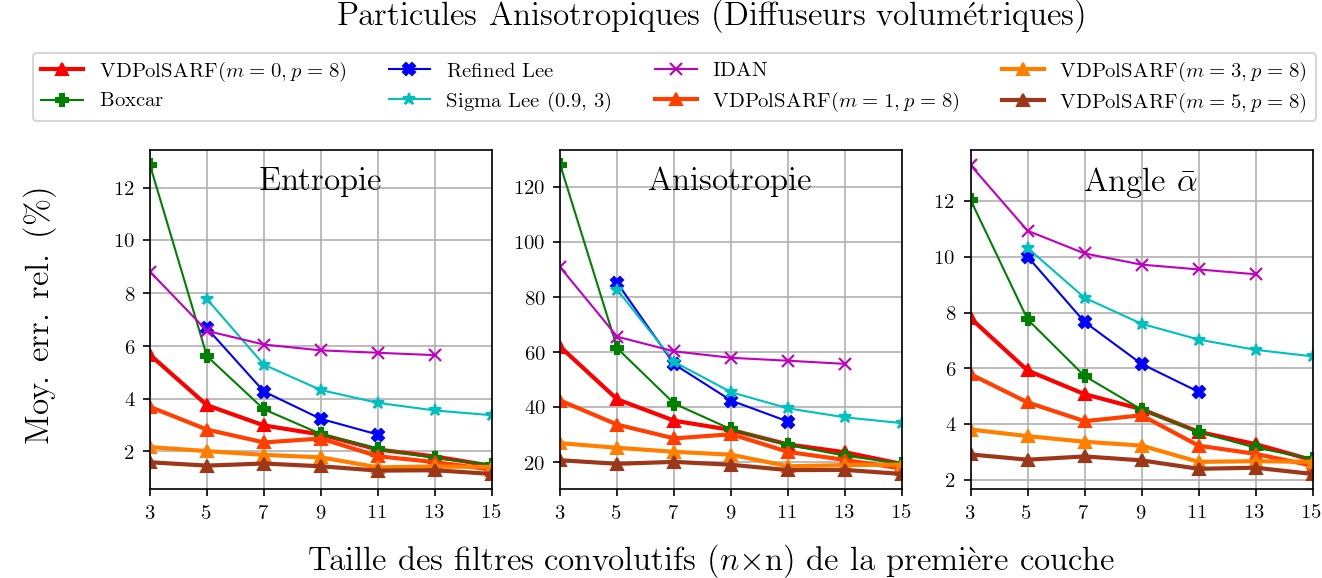 Particules Anisotropiques (Diffuseurs volumétriques)
VDPolSARF(m = 0, p = 8) Refined Lee IDAN VDPolSARF(m = 3, p = 8)
Boxcar Sigma Lee (0.9, 3) VDPolSARF(m = 1, p = 8) VDPolSARF(m = 5, p = 8)
Moy. err. rel. (%)
Entropie
12
10
8
6
4
2
3 5 7 9 11 13 15
Anisotropie
120
100
80
60
40
20
3 5 7 9 11 13 15
Angle ᾱ
12
10
8
6
4
2
3 5 7 9 11 13 15
Taille des filtres convolutifs (n×n) de la première couche